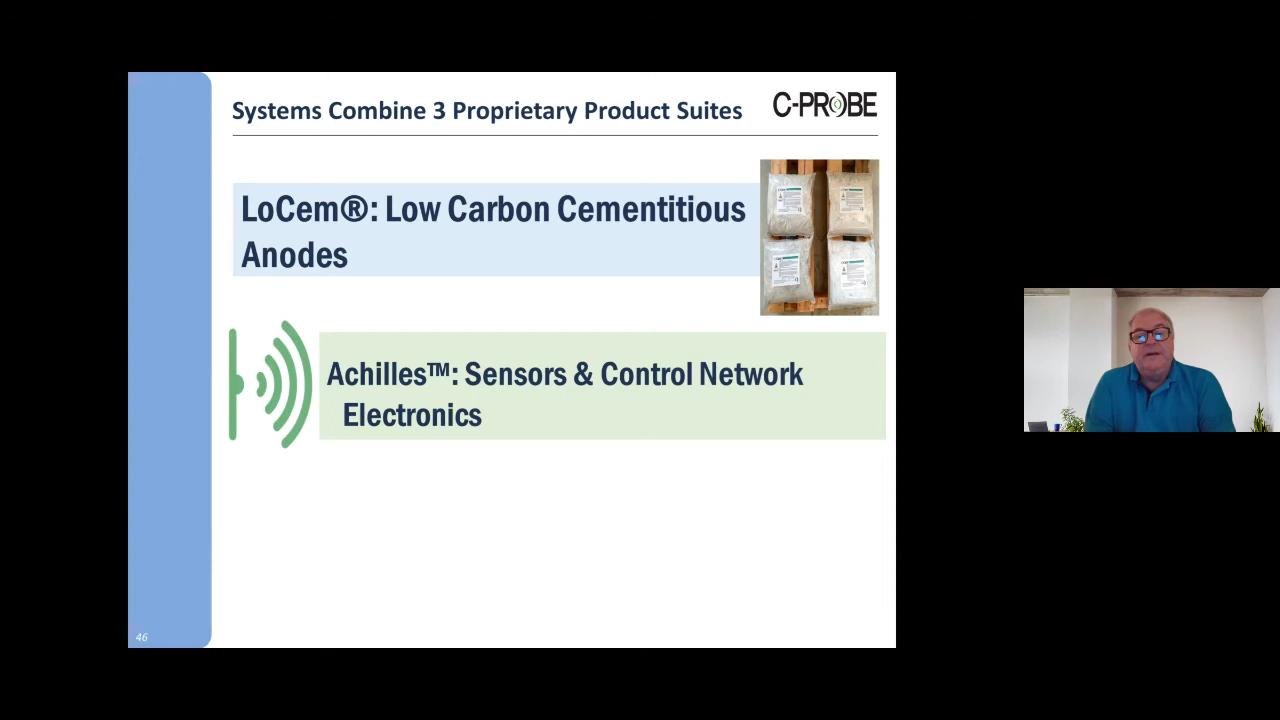 Systems Combine 3 Proprietary Product Suites
C-PROBE
LoCem®: Low Carbon Cementitious
Anodes
Achilles™: Sensors & Control Network
Electronics
46